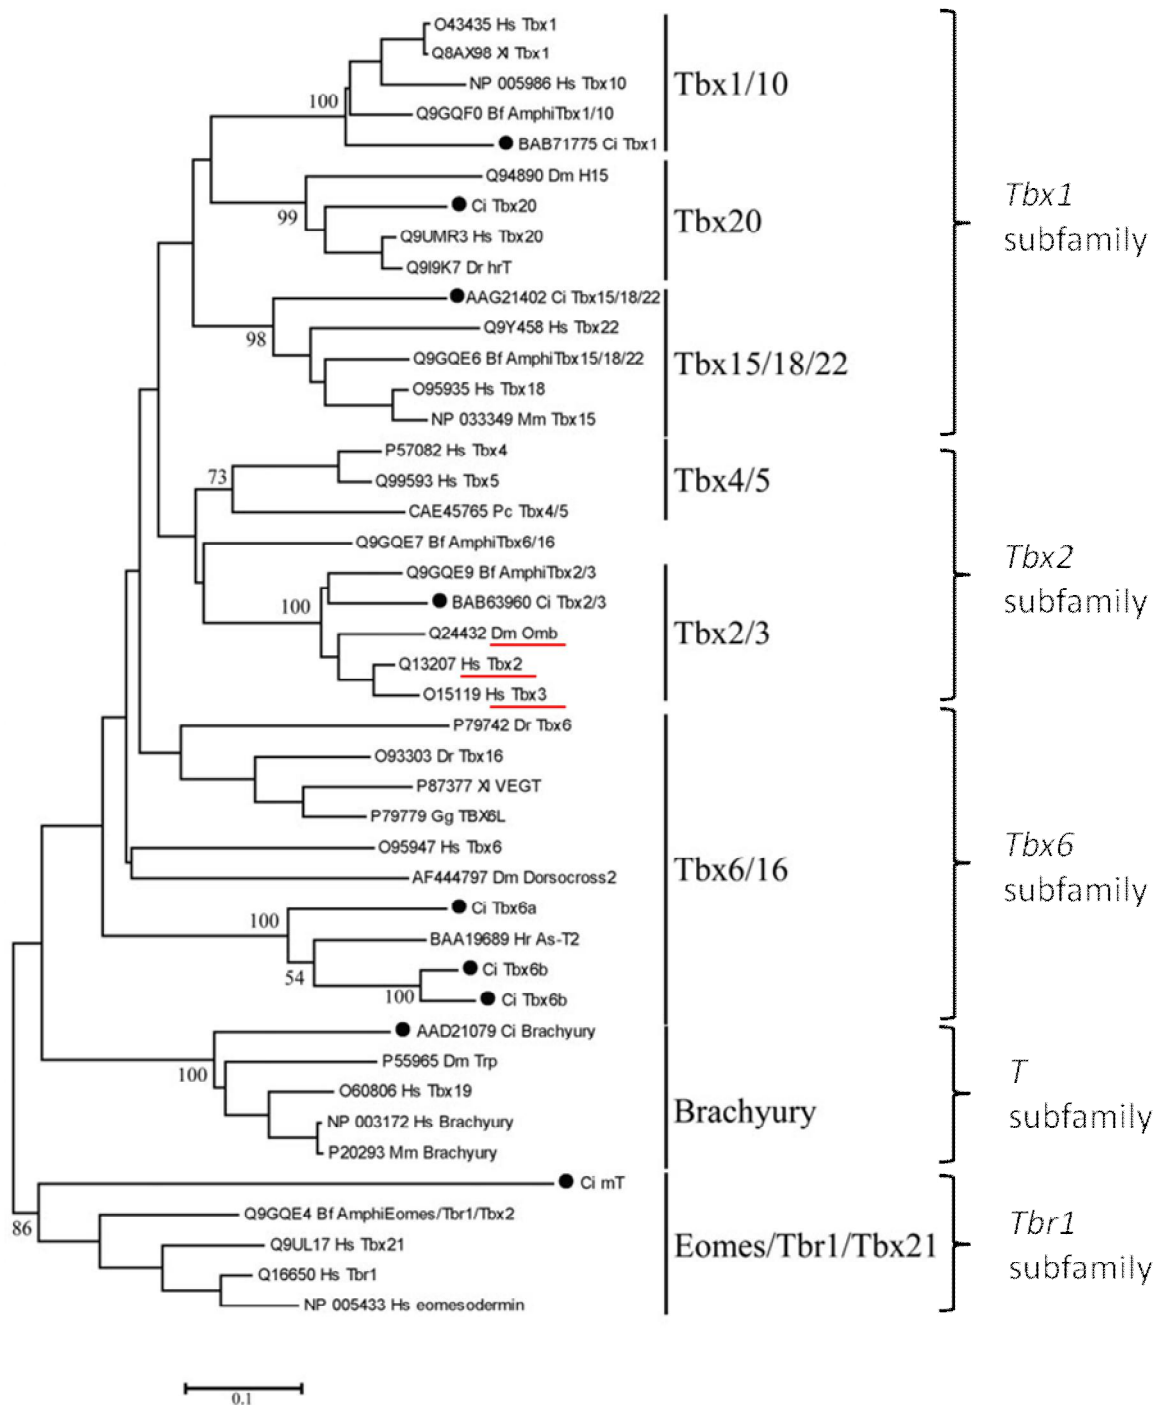 O43435 Hs Tbx1
Q8AX98 Xl Tbx1
NP 005986 Hs Tbx10
100
Q9GQF0 Bf AmphiTbx1/10
BAB71775 Ci Tbx1
Tbx1/10
Q94890 Dm H15
Ci Tbx20
99
Q9UMR3 Hs Tbx20
Q9I9K7 Dr hrT
Tbx20
Tbx1
subfamily
AAG21402 Ci Tbx15/18/22
Q9Y458 Hs Tbx22
98
Q9GQE6 Bf AmphiTbx15/18/22
O95935 Hs Tbx18
NP 033349 Mm Tbx15
Tbx15/18/22
P57082 Hs Tbx4
73
Q99593 Hs Tbx5
CAE45765 Pc Tbx4/5
Tbx4/5
Q9GQE7 Bf AmphiTbx6/16
Q9GQE9 Bf AmphiTbx2/3
100
BAB63960 Ci Tbx2/3
Q24432 Dm Omb
Q13207 Hs Tbx2
O15119 Hs Tbx3
Tbx2/3
Tbx2
subfamily
P79742 Dr Tbx6
O93303 Dr Tbx16
P87377 Xl VEGT
P79779 Gg TBX6L
O95947 Hs Tbx6
AF444797 Dm Dorsocross2
Tbx6/16
Ci Tbx6a
100
BAA19689 Hr As-T2
54
Ci Tbx6b
100
Ci Tbx6b
Tbx6
subfamily
AAD21079 Ci Brachyury
P55965 Dm Trp
100
O60806 Hs Tbx19
NP 003172 Hs Brachyury
P20293 Mm Brachyury
Brachyury
T
subfamily
Ci mT
86
Q9GQE4 Bf AmphiEomes/Tbr1/Tbx2
Q9UL17 Hs Tbx21
Q16650 Hs Tbr1
NP 005433 Hs eomesodermin
Eomes/Tbr1/Tbx21
Tbr1
subfamily
0.1